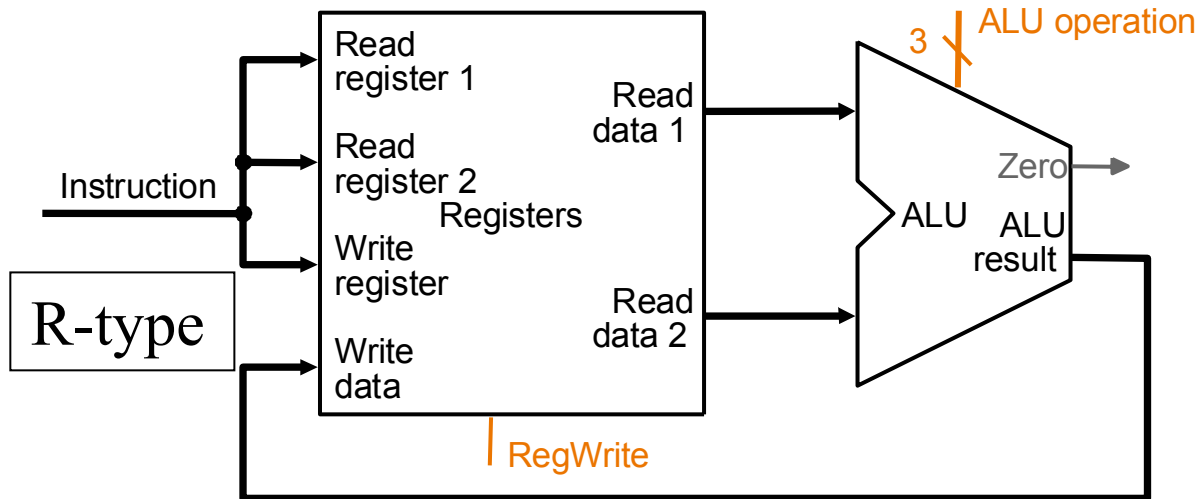 ALU operation
3
Read
register 1
Read
data 1
Read
register 2
Instruction
Registers
Zero
ALU
ALU
result
Write
register
R-type
Read
data 2
Write
data
RegWrite